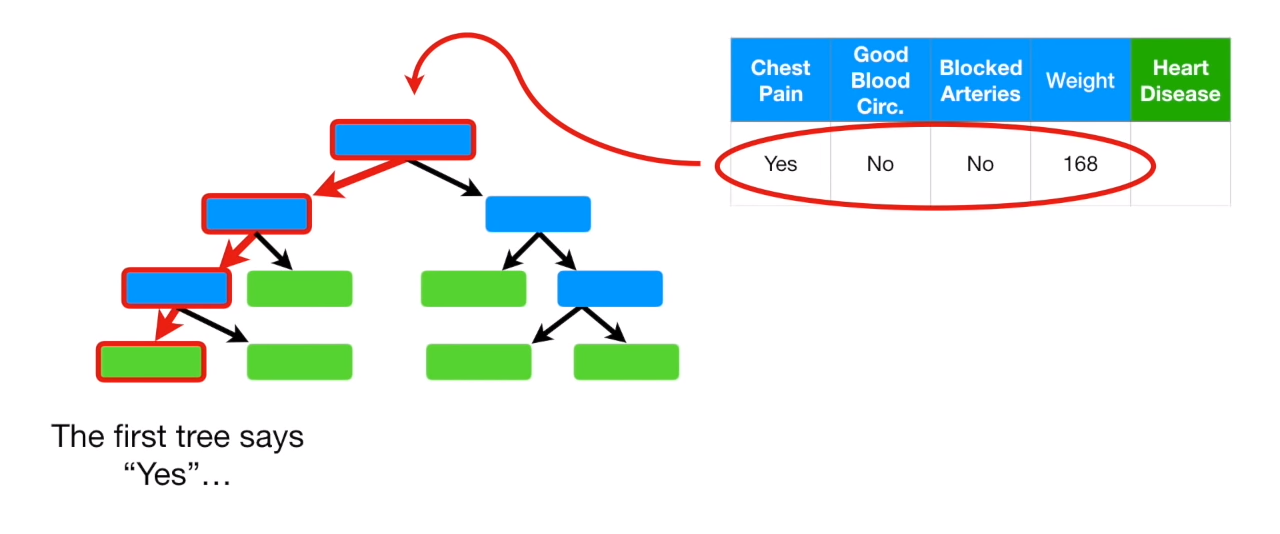 Chest
Pain
Good
Blood
Circ.
Blocked
Arteries
Weight
Heart
Disease
Yes
No
No
168
The first tree says
“Yes”…